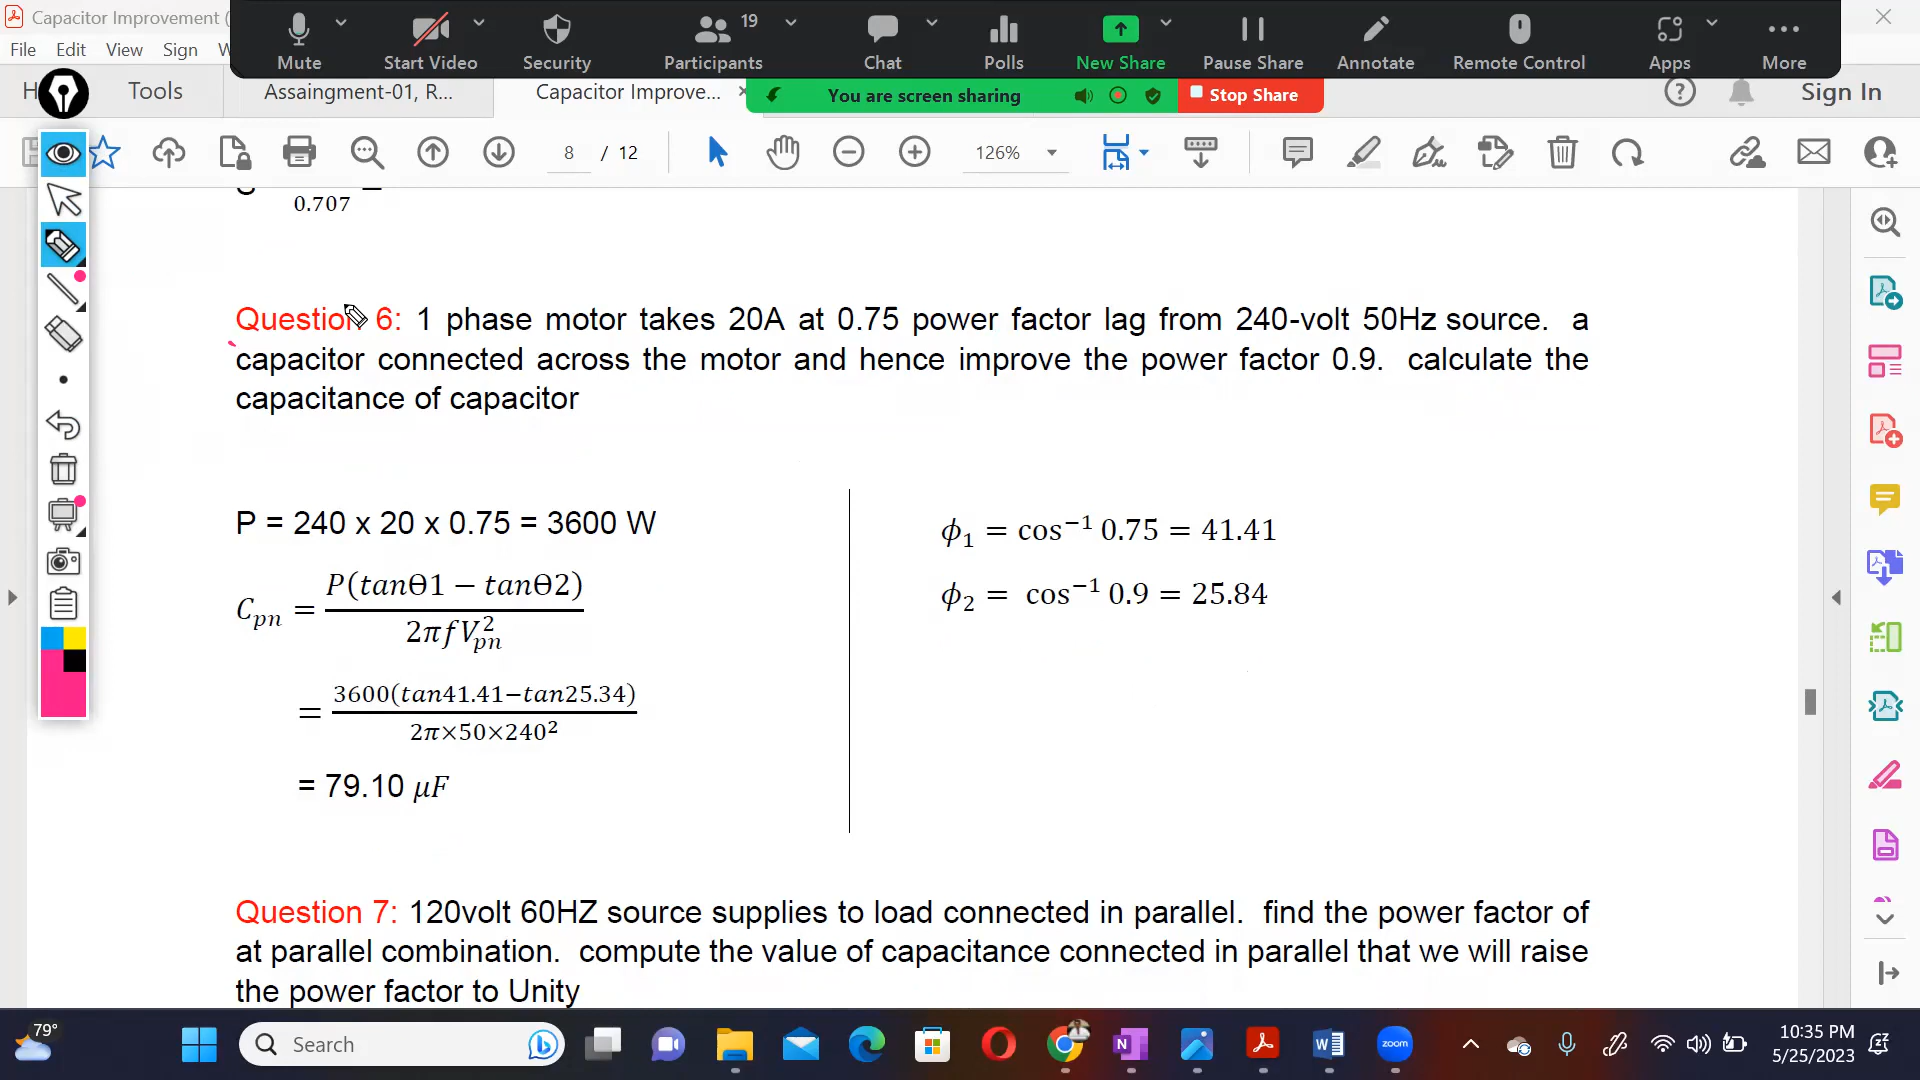 Capacitor Improvement (
File Edit View Sign W
Mute
Start Video
Security
19
Participants
Chat
Polls
New Share
Pause Share
Annotate
Remote Control
Apps
More
You are screen sharing
Stop Share
H
Tools
Assaingment-01, R...
Capacitor Improve...
Sign In
8 / 12
126%
0.707
Question 6: 1 phase motor takes 20A at 0.75 power factor lag from 240-volt 50Hz source. a
capacitor connected across the motor and hence improve the power factor 0.9. calculate the
capacitance of capacitor
P = 240 x 20 x 0.75 = 3600 W
C_pn = P(tanΘ1 − tanΘ2) / 2πfV_pn^2
= 3600(tan41.41−tan25.34) / 2π×50×240²
= 79.10 μF
ϕ₁ = cos⁻¹ 0.75 = 41.41
ϕ₂ = cos⁻¹ 0.9 = 25.84
Question 7: 120volt 60HZ source supplies to load connected in parallel. find the power factor of
at parallel combination. compute the value of capacitance connected in parallel that we will raise
the power factor to Unity
79°
Search
zoom
10:35 PM
5/25/2023